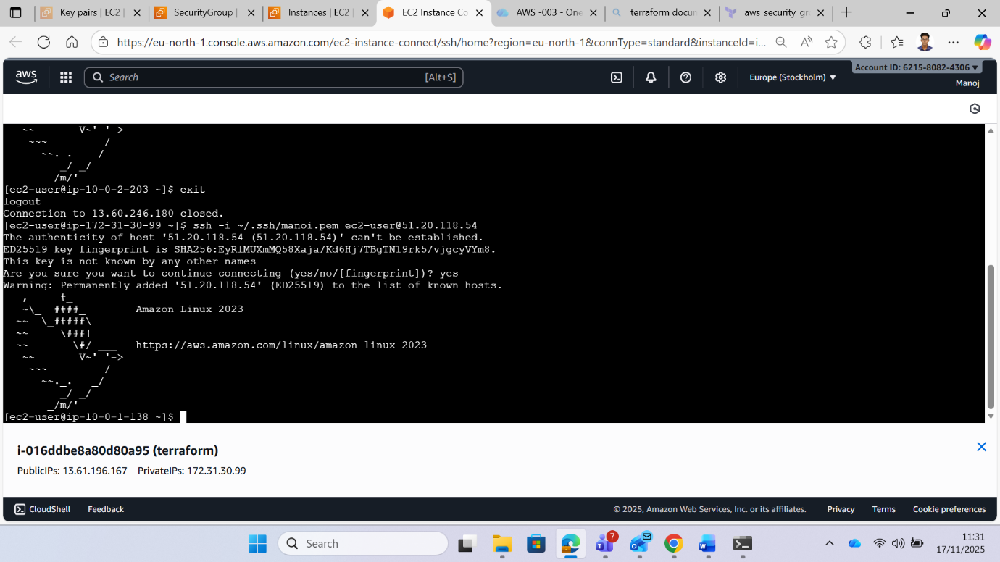 Key pairs | EC2 |
SecurityGroup |
Instances | EC2 |
EC2 Instance Co
AWS -003 - One
terraform docur
aws_security_gr
https://eu-north-1.console.aws.amazon.com/ec2-instance-connect/ssh/home?region=eu-north-1&connType=standard&instanceId=i...
aws
Search
[Alt+S]
Europe (Stockholm) ▼
Account ID: 6215-8082-4306 ▼
Manoj
   ~~       V~' '->
    ~~~         /
      ~~._.   _/
         _/ _/
       _/m/'
[ec2-user@ip-10-0-2-203 ~]$ exit
logout
Connection to 13.60.246.180 closed.
[ec2-user@ip-172-31-30-99 ~]$ ssh -i ~/.ssh/manoi.pem ec2-user@51.20.118.54
The authenticity of host '51.20.118.54 (51.20.118.54)' can't be established.
ED25519 key fingerprint is SHA256:EyRlMUXmMQ58Xaja/Kd6Hj7TBgTN19rk5/vjgcyVYm8.
This key is not known by any other names
Are you sure you want to continue connecting (yes/no/[fingerprint])? yes
Warning: Permanently added '51.20.118.54' (ED25519) to the list of known hosts.
   ,     #_
   ~\_  ####_        Amazon Linux 2023
  ~~  \_#####\
  ~~     \###|
  ~~       \#/ ___   https://aws.amazon.com/linux/amazon-linux-2023
   ~~       V~' '->
    ~~~         /
      ~~._.   _/
         _/ _/
       _/m/'
[ec2-user@ip-10-0-1-138 ~]$
i-016ddbe8a80d80a95 (terraform)
PublicIPs: 13.61.196.167 PrivateIPs: 172.31.30.99
CloudShell Feedback © 2025, Amazon Web Services, Inc. or its affiliates. Privacy Terms Cookie preferences
Search
7
11:31
17/11/2025